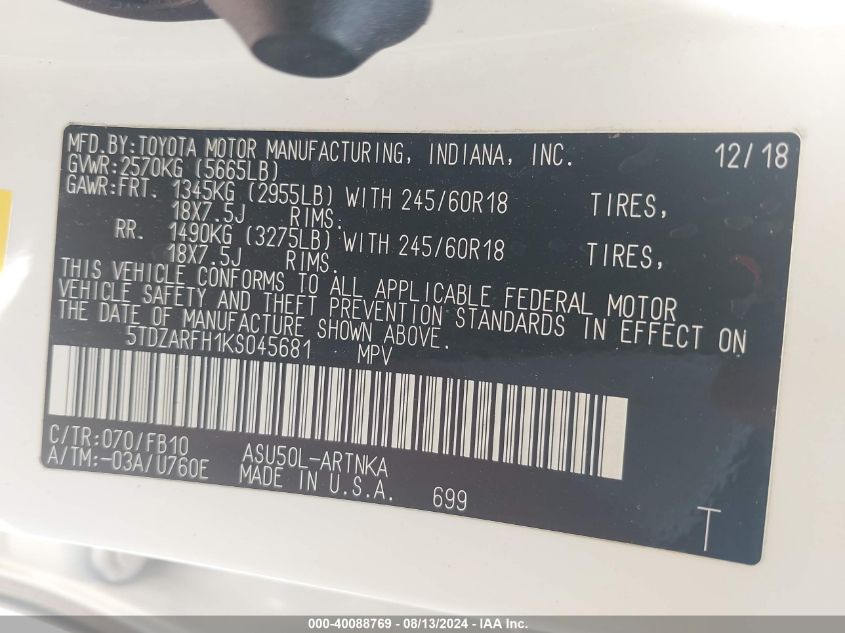 MFD.BY:TOYOTA MOTOR MANUFACTURING, INDIANA, INC. 12/18
GVWR:2570KG (5665LB)
GAWR:FRT. 1345KG (2955LB) WITH 245/60R18 TIRES,
18X7.5J RIMS.
RR. 1490KG (3275LB) WITH 245/60R18 TIRES,
18X7.5J RIMS.
THIS VEHICLE CONFORMS TO ALL APPLICABLE FEDERAL MOTOR
VEHICLE SAFETY AND THEFT PREVENTION STANDARDS IN EFFECT ON
THE DATE OF MANUFACTURE SHOWN ABOVE.
5TDZARFH1KS045681 MPV
C/TR:070/FB10 ASU50L-ARTNKA
A/TM:-03A/U760E MADE IN U.S.A. 699
T
000-40088769 - 08/13/2024 - IAA Inc.